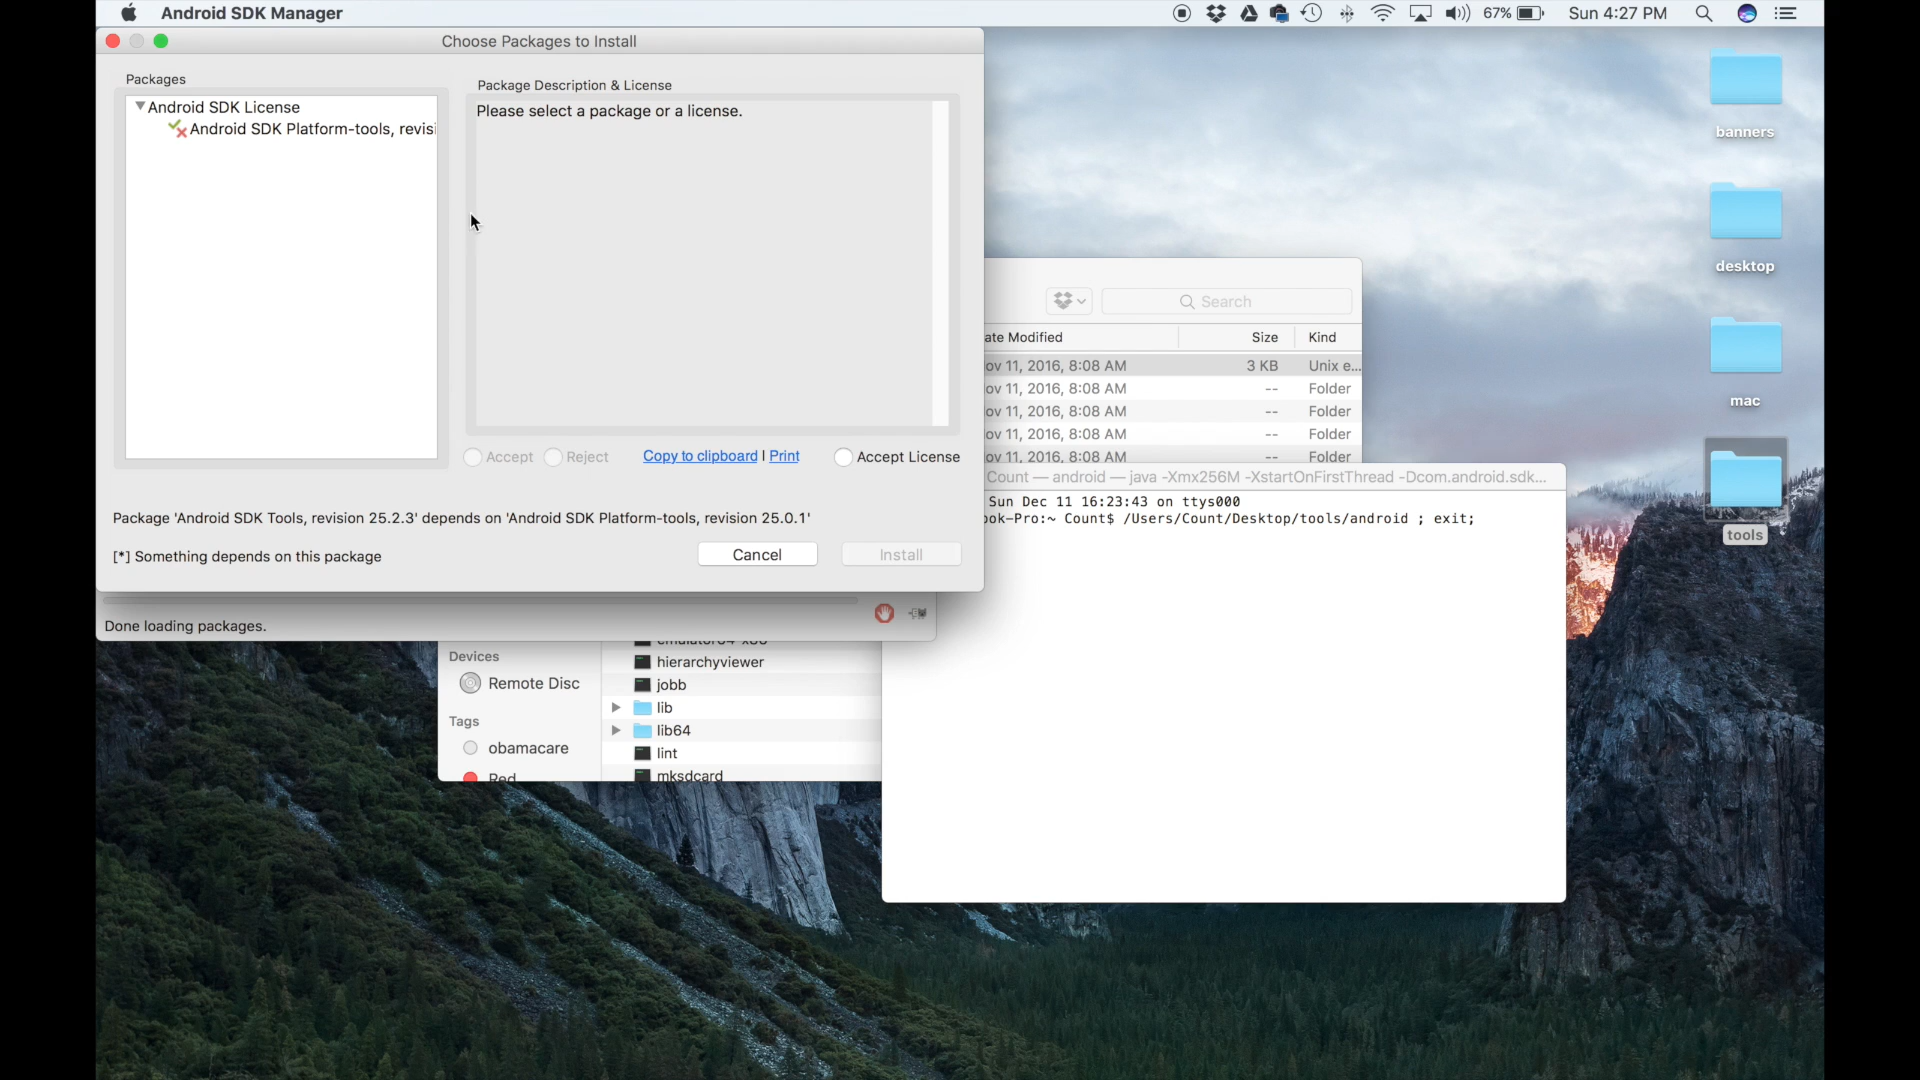 Android SDK Manager
67%
Sun 4:27 PM
Choose Packages to Install
Packages
Android SDK License
Android SDK Platform-tools, revisi
Package Description & License
Please select a package or a license.
Accept
Reject
Copy to clipboard | Print
Accept License
Package 'Android SDK Tools, revision 25.2.3' depends on 'Android SDK Platform-tools, revision 25.0.1'
[*] Something depends on this package
Cancel
Install
Done loading packages.
Search
ate Modified
Size
Kind
ov 11, 2016, 8:08 AM
3 KB
Unix e...
ov 11, 2016, 8:08 AM
--
Folder
ov 11, 2016, 8:08 AM
--
Folder
ov 11, 2016, 8:08 AM
--
Folder
ov 11, 2016, 8:08 AM
--
Folder
Count — android — java -Xmx256M -XstartOnFirstThread -Dcom.android.sdk...
Sun Dec 11 16:23:43 on ttys000
ok-Pro:~ Count$ /Users/Count/Desktop/tools/android ; exit;
Devices
Remote Disc
Tags
obamacare
Red
hierarchyviewer
jobb
lib
lib64
lint
mksdcard
banners
desktop
mac
tools